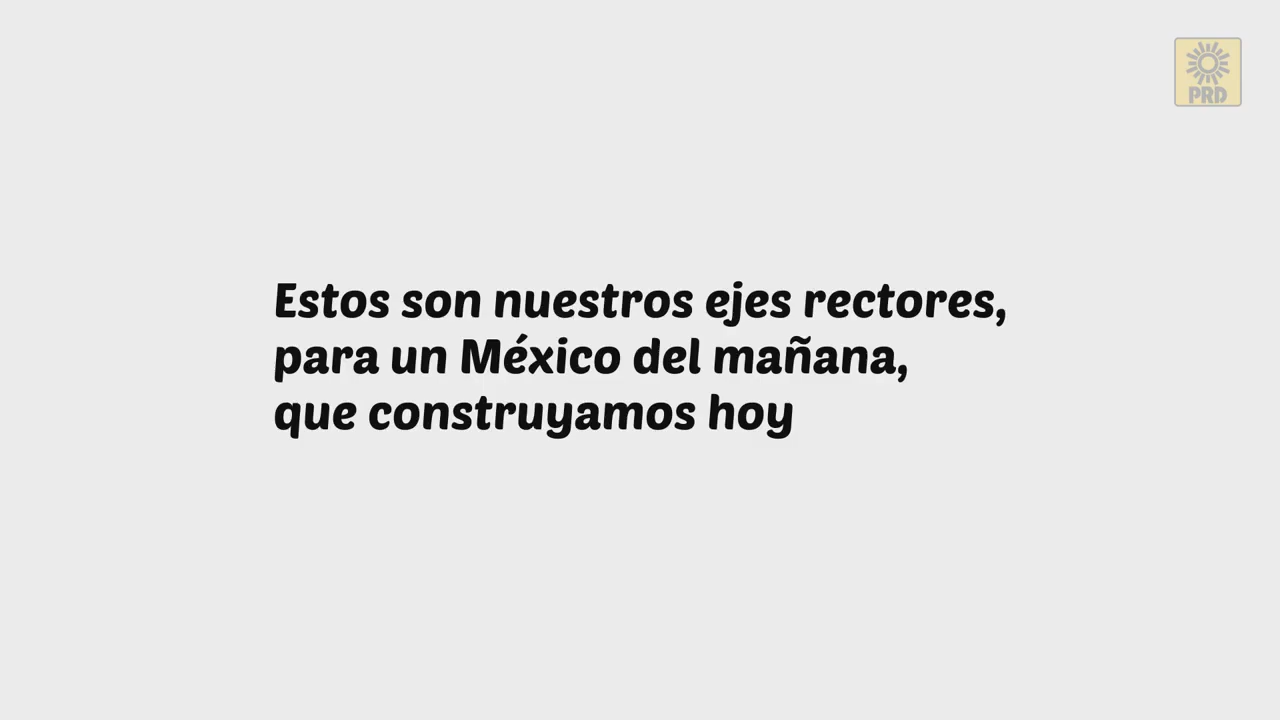 PRD
Estos son nuestros ejes rectores,
para un México del mañana,
que construyamos hoy